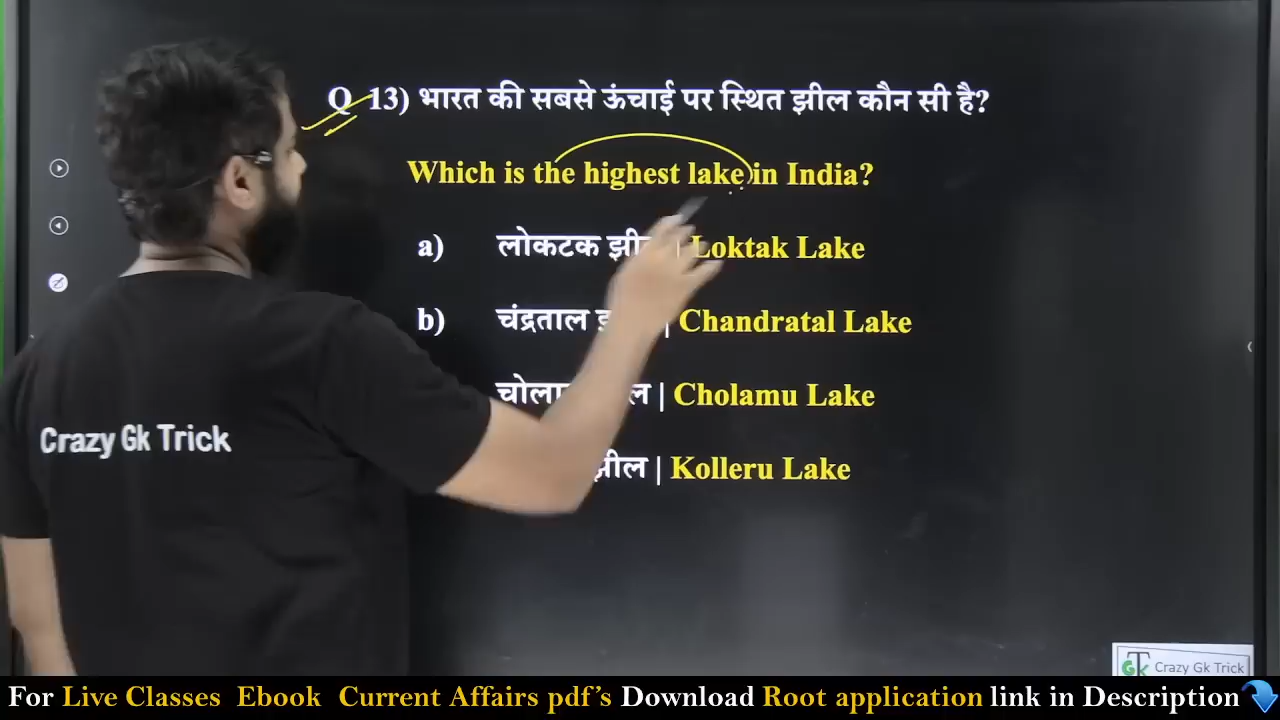 Q 13) भारत की सबसे ऊंचाई पर स्थित झील कौन सी है?
Which is the highest lake in India?
a) लोकटक | Loktak Lake
b) चंद्रताल | Chandratal Lake
| Cholamu Lake
झील | Kolleru Lake
Crazy Gk Trick
Crazy Gk Trick
For Live Classes Ebook Current Affairs pdf's Download Root application link in Description